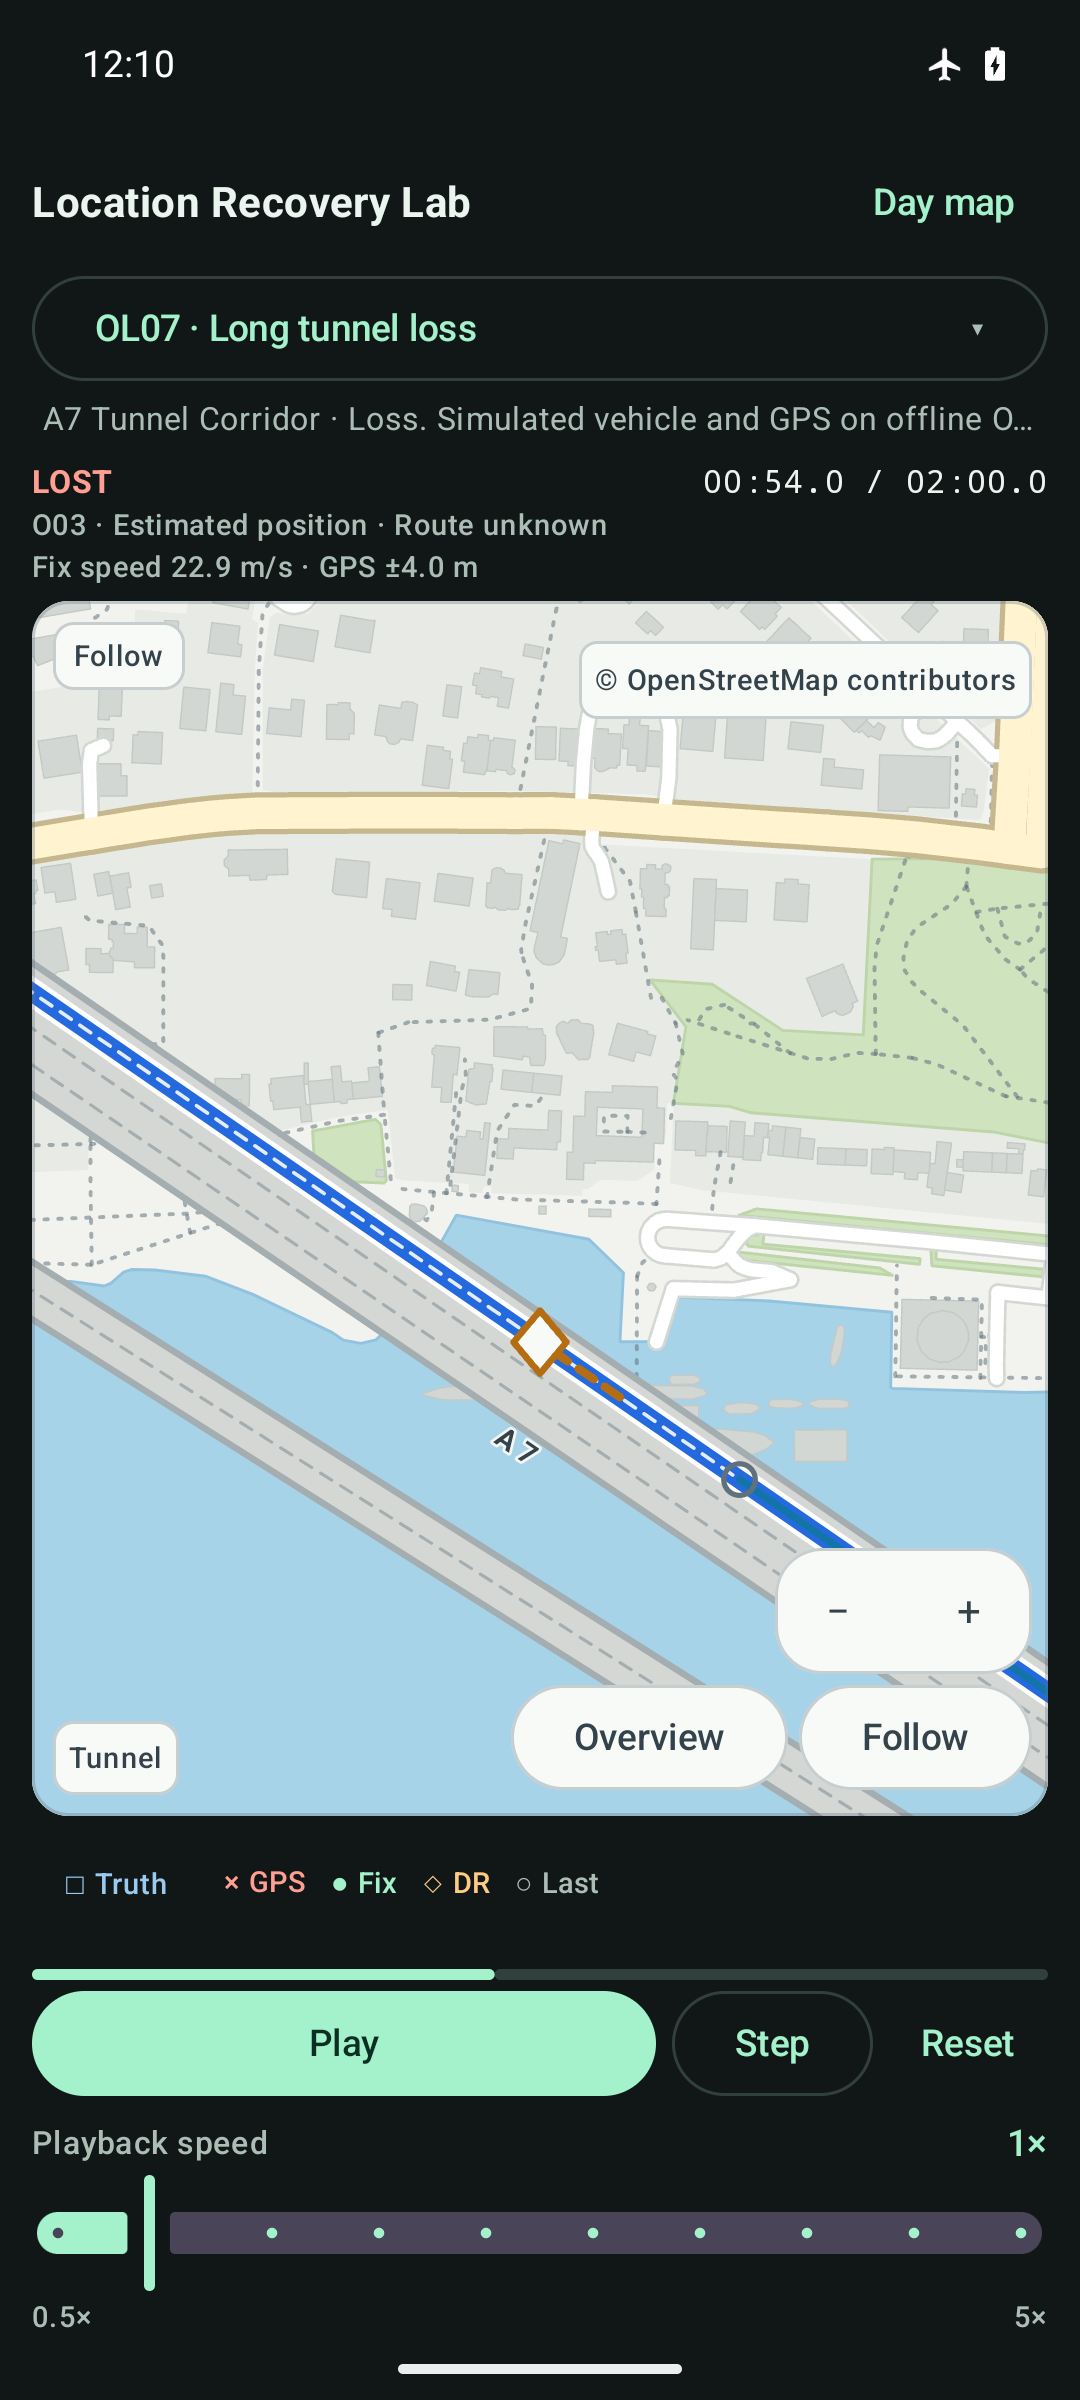 12:10
Location Recovery Lab
Day map
OL07 · Long tunnel loss
A7 Tunnel Corridor · Loss. Simulated vehicle and GPS on offline O…
LOST
00:54.0 / 02:00.0
O03 · Estimated position · Route unknown
Fix speed 22.9 m/s · GPS ±4.0 m
Follow
© OpenStreetMap contributors
A7
− +
Overview
Follow
Tunnel
□ Truth × GPS ● Fix ◇ DR ○ Last
Play
Step
Reset
Playback speed
1×
0.5×
5×